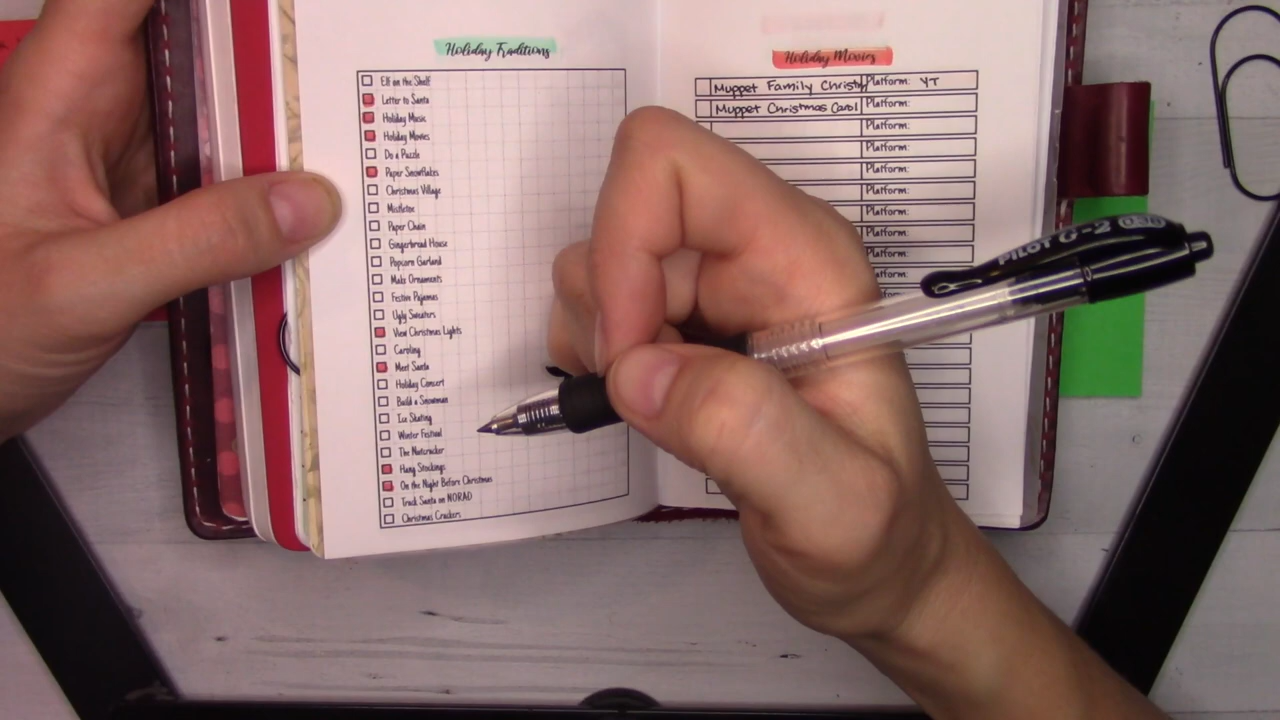 Holiday Traditions
Elf on the Shelf
Letter to Santa
Holiday Music
Holiday Movies
Do a Puzzle
Paper Snowflakes
Christmas Village
Mistletoe
Paper Chain
Gingerbread House
Popcorn Garland
Make Ornaments
Festive Pajamas
Ugly Sweaters
View Christmas Lights
Caroling
Meet Santa
Holiday Concert
Build a Snowman
Ice Skating
Winter Festival
The Nutcracker
Hang Stockings
On the Night Before Christmas
Track Santa on NORAD
Christmas Crackers
Holiday Movies
Muppet Family Christy Platform: YT
Muppet Christmas Carol Platform:
Platform:
Platform:
Platform:
Platform:
Platform:
Platform:
Platform:
Platform:
PILOT G-2 0.38